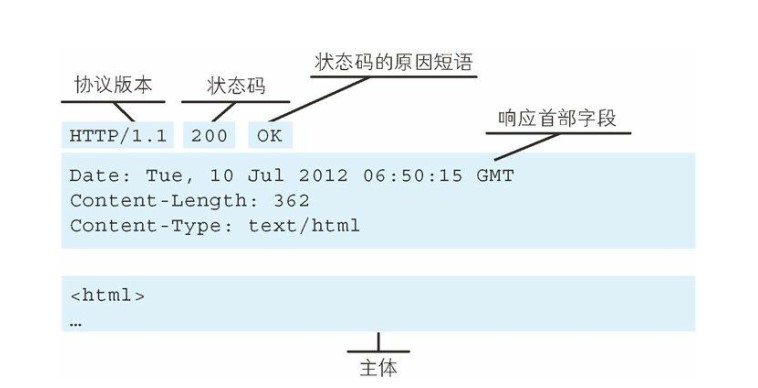 状态码的原因短语
协议版本 状态码
响应首部字段
HTTP/1.1 200 OK
Date: Tue, 10 Jul 2012 06:50:15 GMT
Content-Length: 362
Content-Type: text/html
<html>
…
主体